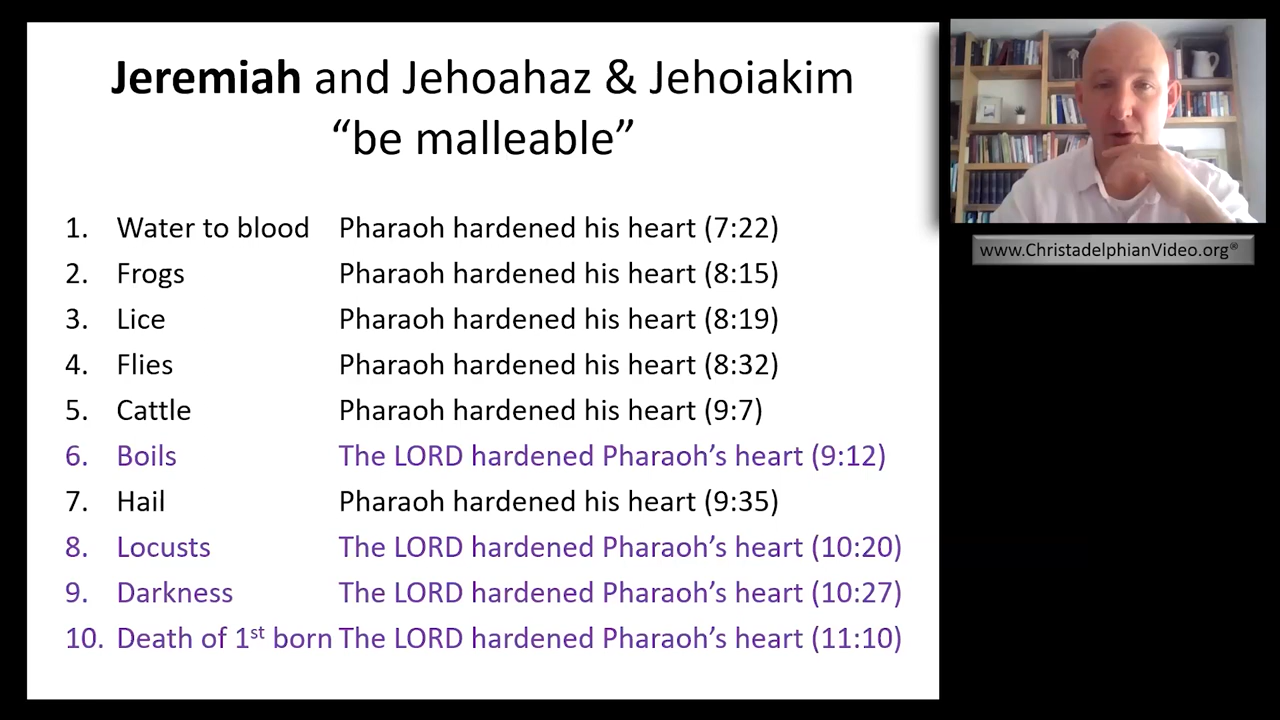 Jeremiah and Jehoahaz & Jehoiakim
“be malleable”
1. Water to blood Pharaoh hardened his heart (7:22)
2. Frogs Pharaoh hardened his heart (8:15)
3. Lice Pharaoh hardened his heart (8:19)
4. Flies Pharaoh hardened his heart (8:32)
5. Cattle Pharaoh hardened his heart (9:7)
6. Boils The LORD hardened Pharaoh’s heart (9:12)
7. Hail Pharaoh hardened his heart (9:35)
8. Locusts The LORD hardened Pharaoh’s heart (10:20)
9. Darkness The LORD hardened Pharaoh’s heart (10:27)
10. Death of 1st born The LORD hardened Pharaoh’s heart (11:10)
www.ChristadelphianVideo.org®